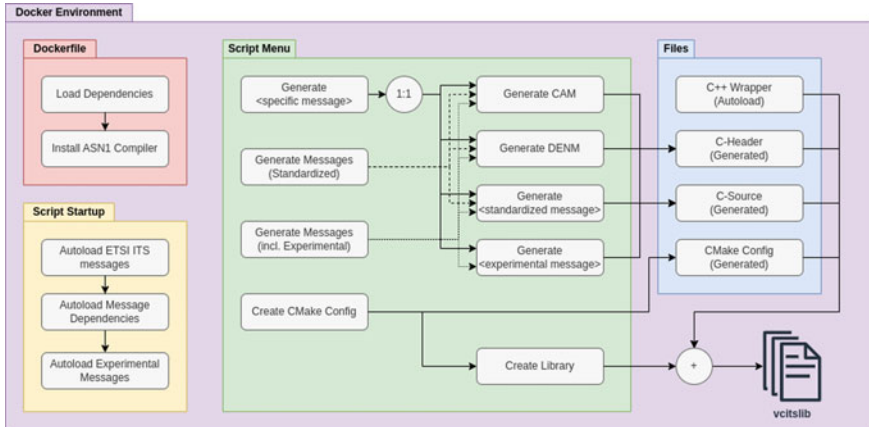 Docker Environment
Dockerfile
Load Dependencies
Install ASN1 Compiler
Script Startup
Autoload ETSI ITS
messages
Autoload Message
Dependencies
Autoload Experimental
Messages
Script Menu
Generate
<specific message>
1:1
Generate CAM
Generate Messages
(Standardized)
Generate DENM
Generate Messages
(incl. Experimental)
Generate
<standardized message>
Generate
<experimental message>
Create CMake Config
Create Library
Files
C++ Wrapper
(Autoload)
C-Header
(Generated)
C-Source
(Generated)
CMake Config
(Generated)
+
vcitslib